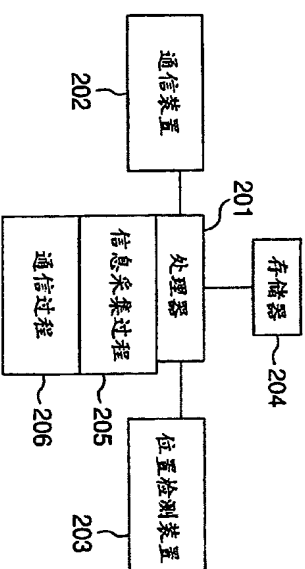 存储器
204
201
通信装置
202
处理器
位置检测装置
203
信息采集过程
205
通信过程
206